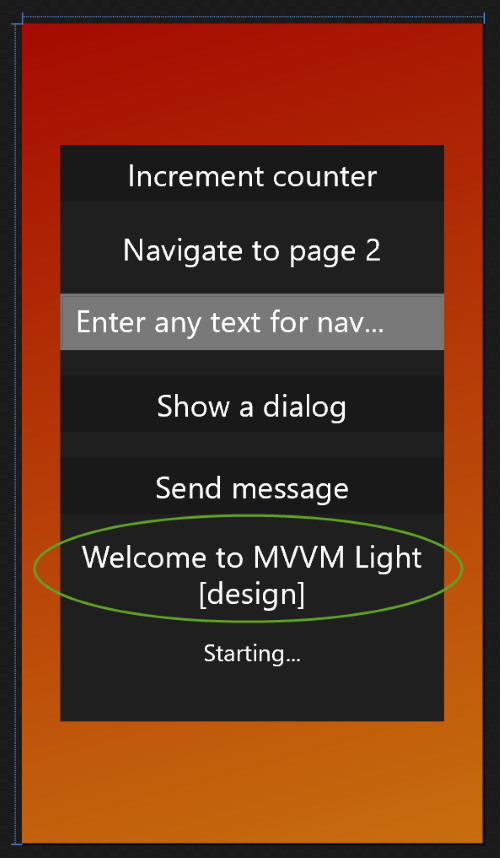 Increment counter
Navigate to page 2
Enter any text for nav...
Show a dialog
Send message
Welcome to MVVM Light
[design]
Starting...